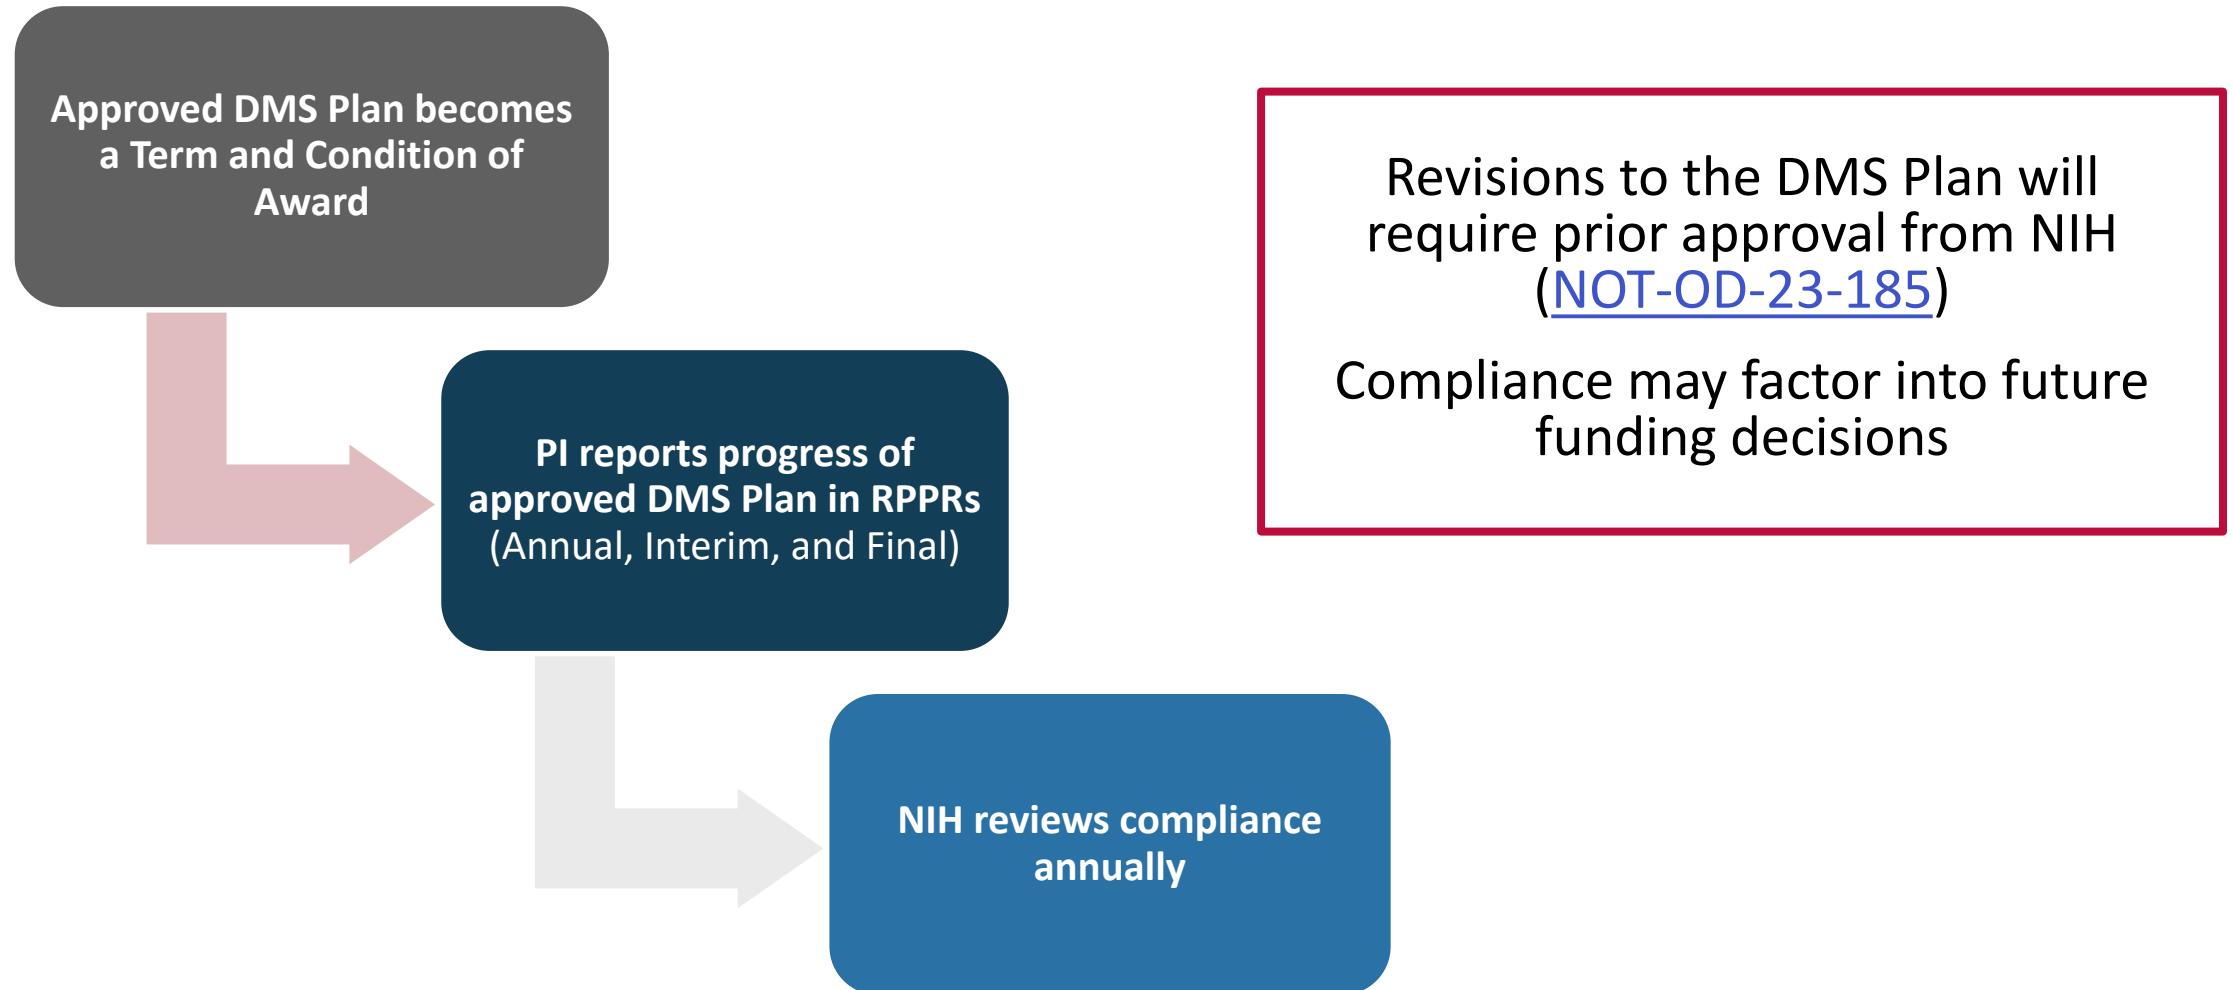 Approved DMS Plan becomes
a Term and Condition of
Award
PI reports progress of
approved DMS Plan in RPPRs
(Annual, Interim, and Final)
NIH reviews compliance
annually
Revisions to the DMS Plan will
require prior approval from NIH
(NOT-OD-23-185)
Compliance may factor into future
funding decisions